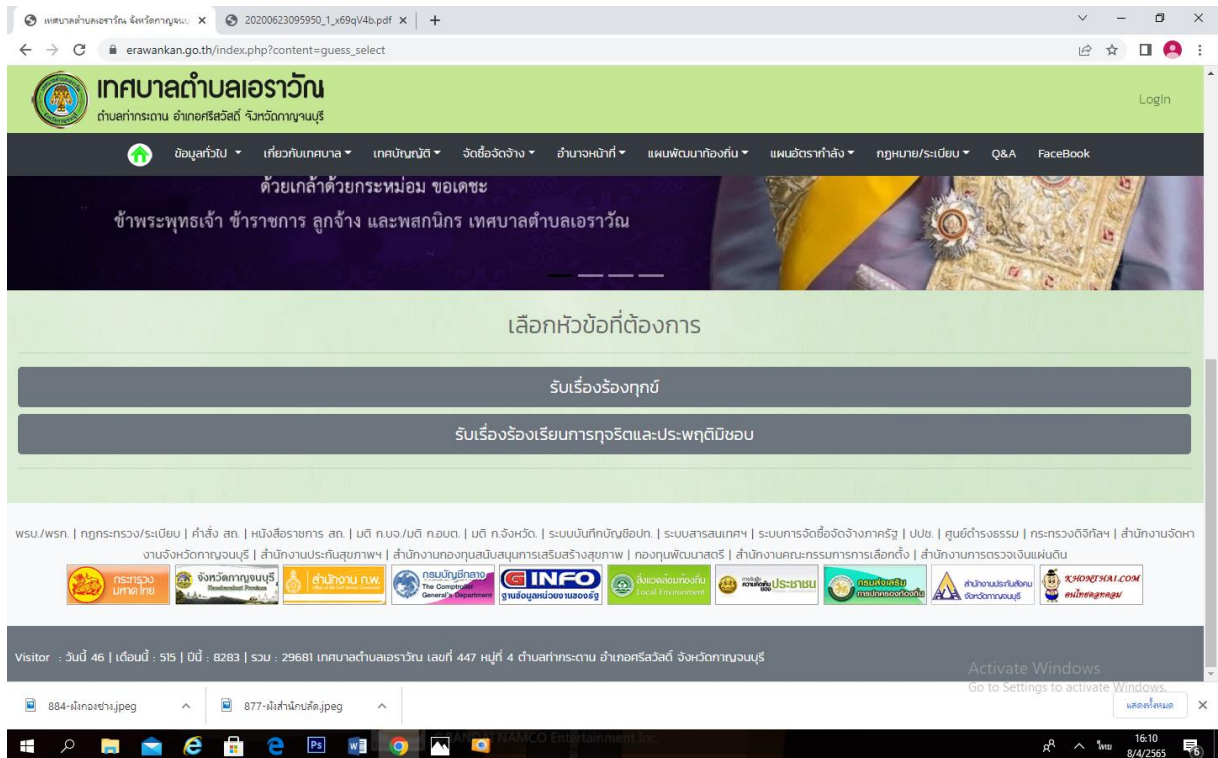 เทศบาลตำบลเอราวัณ จังหวัดกาญจนบุ
20200623095950_1_x69qV4b.pdf
erawankan.go.th/index.php?content=guess_select
เทศบาลตำบลเอราวัณ
ตำบลท่ากระดาน อำเภอศรีสวัสดิ์ จังหวัดกาญจนบุรี
Login
ข้อมูลทั่วไป เกี่ยวกับเทศบาล เทศบัญญัติ จัดซื้อจัดจ้าง อำนาจหน้าที่ แผนพัฒนาท้องถิ่น แผนอัตรากำลัง กฎหมาย/ระเบียบ Q&A FaceBook
ด้วยเกล้าด้วยกระหม่อม ขอเดชะ
ข้าพระพุทธเจ้า ข้าราชการ ลูกจ้าง และพสกนิกร เทศบาลตำบลเอราวัณ
เลือกหัวข้อที่ต้องการ
รับเรื่องร้องทุกข์
รับเรื่องร้องเรียนการทุจริตและประพฤติมิชอบ
พรบ./พรก. | กฎกระทรวง/ระเบียบ | คำสั่ง สถ. | หนังสือราชการ สถ. | มติ ก.บจ./มติ ก.อบต. | มติ ก.จังหวัด. | ระบบบันทึกบัญชีอปท. | ระบบสารสนเทศฯ | ระบบการจัดซื้อจัดจ้างภาครัฐ | ปปช. | ศูนย์ดำรงธรรม | กระทรวงดิจิทัลฯ | สำนักงานจัดหา
งานจังหวัดกาญจนบุรี | สำนักงานประกันสุขภาพฯ | สำนักงานกองทุนสนับสนุนการเสริมสร้างสุขภาพ | กองทุนพัฒนาสตรี | สำนักงานคณะกรรมการการเลือกตั้ง | สำนักงานการตรวจเงินแผ่นดิน
กระทรวง มหาดไทย
จังหวัดกาญจนบุรี
สำนักงาน ก.พ.
กรมบัญชีกลาง The Comptroller General's Department
GINFO ฐานข้อมูลหน่วยงานของรัฐ
สิ่งแวดล้อมท้องถิ่น Local Environment
ประชาชน
กรมส่งเสริม การปกครองท้องถิ่น
สำนักงานประกันสังคม จังหวัดกาญจนบุรี
KHONTHAI.COM คนไทยดอทคอม
Visitor : วันนี้ 46 | เดือนนี้ : 515 | ปีนี้ : 8283 | รวม : 29681 เทศบาลตำบลเอราวัณ เลขที่ 447 หมู่ที่ 4 ตำบลท่ากระดาน อำเภอศรีสวัสดิ์ จังหวัดกาญจนบุรี
Activate Windows
Go to Settings to activate Windows.
884-ผังกองช่าง.jpeg
877-ผังสำนักปลัด.jpeg
แสดงทั้งหมด
BANDAI NAMCO Entertainment Inc.
ไทย
16:10
8/4/2565